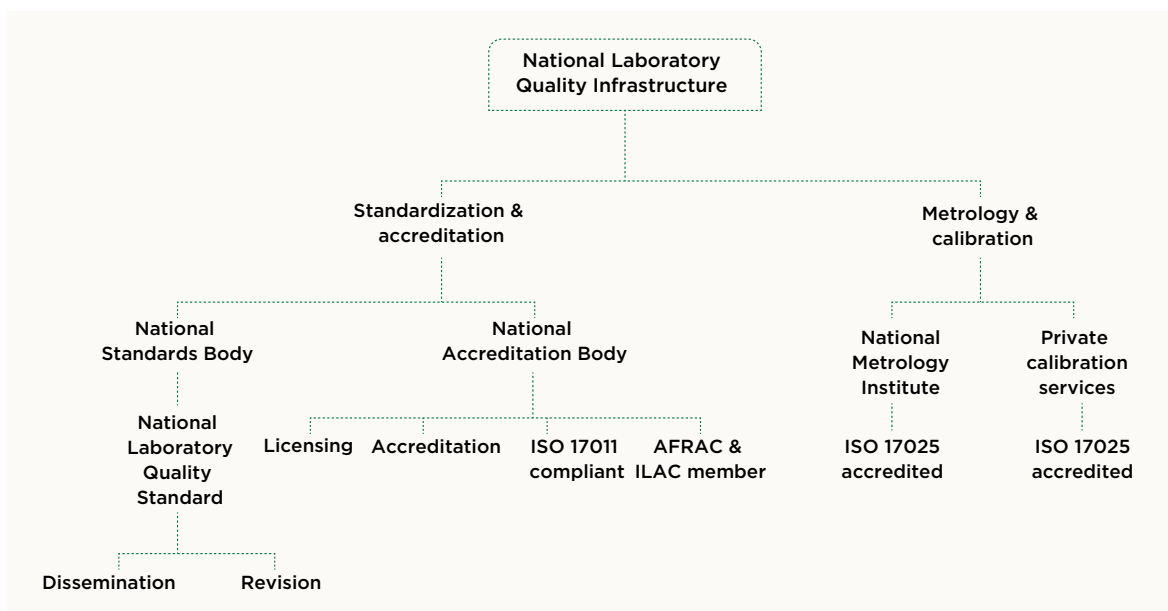 National Laboratory
Quality Infrastructure
Standardization &
accreditation
Metrology &
calibration
National
Standards Body
National
Accreditation Body
National
Metrology
Institute
Private
calibration
services
National
Laboratory
Quality
Standard
Licensing
Accreditation
ISO 17011
compliant
AFRAC &
ILAC member
ISO 17025
accredited
ISO 17025
accredited
Dissemination
Revision